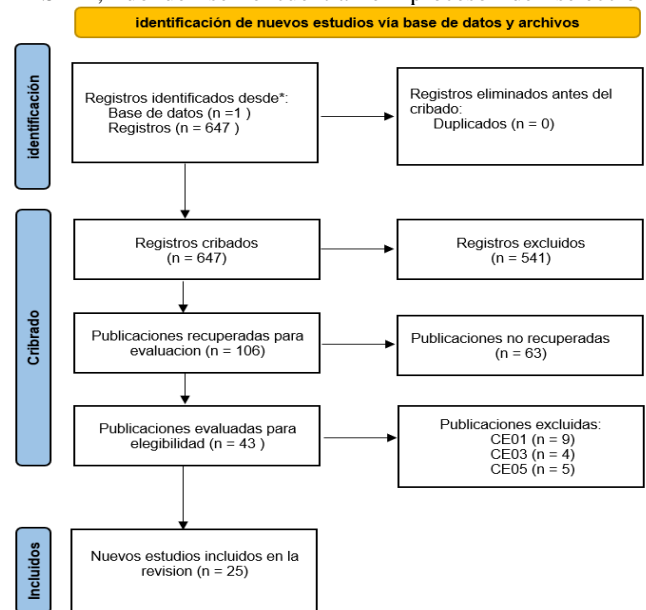 identificación de nuevos estudios vía base de datos y archivos
identificación
Registros identificados desde*:
Base de datos (n =1 )
Registros (n = 647 )
Registros eliminados antes del
cribado:
Duplicados (n = 0)
Cribrado
Registros cribados
(n = 647)
Registros excluidos
(n = 541)
Publicaciones recuperadas para
evaluacion (n = 106)
Publicaciones no recuperadas
(n = 63)
Publicaciones evaluadas para
elegibilidad (n = 43 )
Publicaciones excluidas:
CE01 (n = 9)
CE03 (n = 4)
CE05 (n = 5)
Incluidos
Nuevos estudios incluidos en la
revision (n = 25)